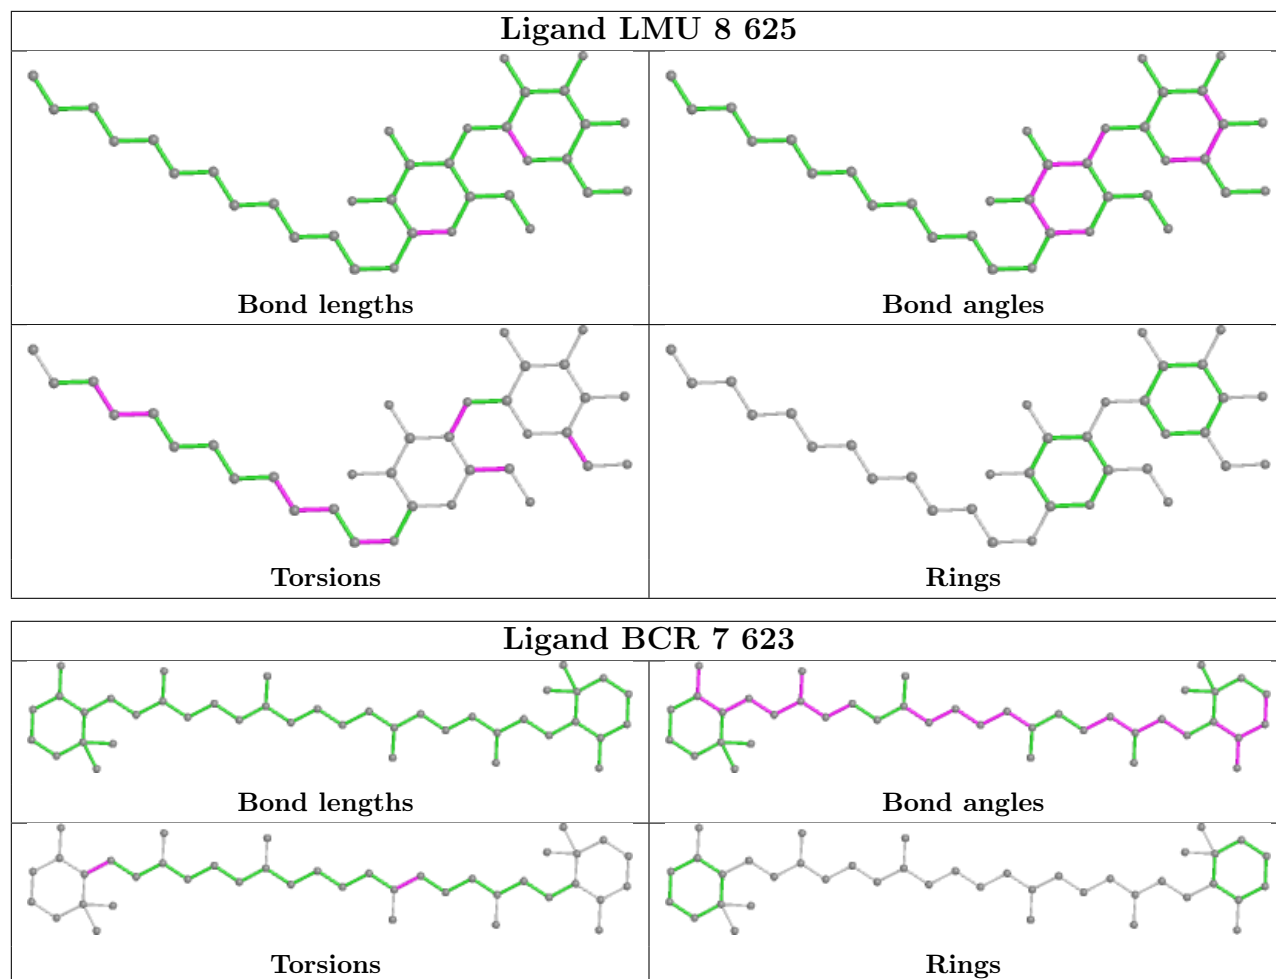 Ligand LMU 8 625
Bond lengths
Bond angles
Torsions
Rings
Ligand BCR 7 623
Bond lengths
Bond angles
Torsions
Rings